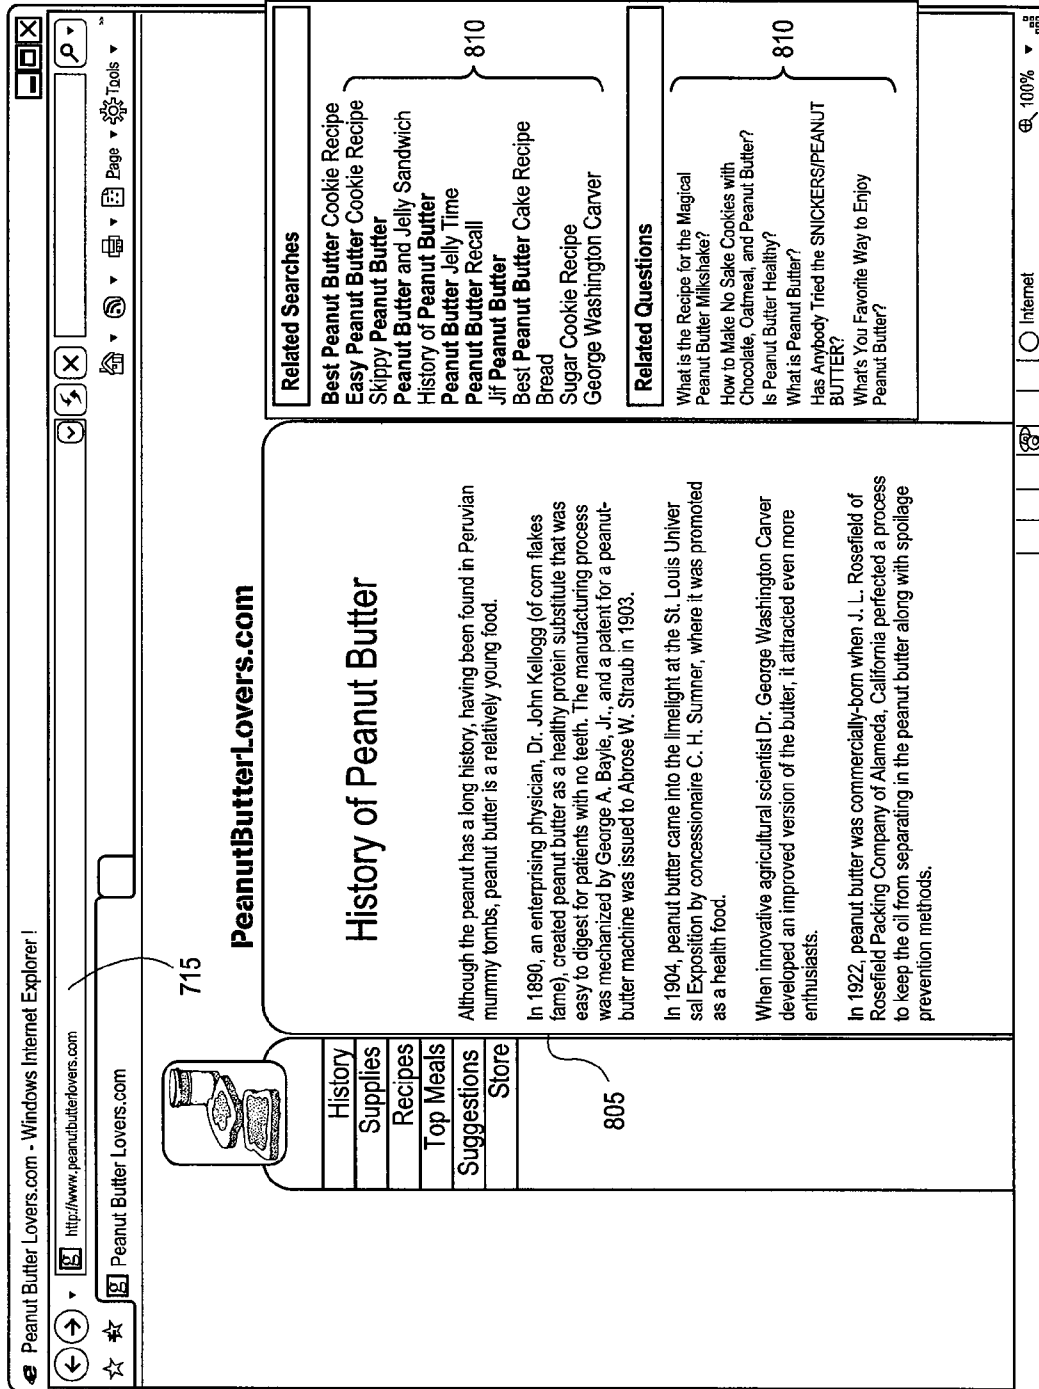 Peanut Butter Lovers.com - Windows Internet Explorer !
g http://www.peanutbutterlovers.com
g Peanut Butter Lovers.com
Page Tools »
715
PeanutButterLovers.com
History
Supplies
Recipes
Top Meals
Suggestions
Store
805
History of Peanut Butter
Although the peanut has a long history, having been found in Peruvian
mummy tombs, peanut butter is a relatively young food.
In 1890, an enterprising physician, Dr. John Kellogg (of corn flakes
fame), created peanut butter as a healthy protein substitute that was
easy to digest for patients with no teeth. The manufacturing process
was mechanized by George A. Bayle, Jr., and a patent for a peanut-
butter machine was issued to Abrose W. Straub in 1903.
In 1904, peanut butter came into the limelight at the St. Louis Univer
sal Exposition by concessionaire C. H. Sumner, where it was promoted
as a health food.
When innovative agricultural scientist Dr. George Washington Carver
developed an improved version of the butter, it attracted even more
enthusiasts.
In 1922, peanut butter was commercially-born when J. L. Rosefield of
Rosefield Packing Company of Alameda, California perfected a process
to keep the oil from separating in the peanut butter along with spoilage
prevention methods.
Related Searches
Best Peanut Butter Cookie Recipe
Easy Peanut Butter Cookie Recipe
Skippy Peanut Butter
Peanut Butter and Jelly Sandwich
History of Peanut Butter
Peanut Butter Jelly Time
Peanut Butter Recall
Jif Peanut Butter
Best Peanut Butter Cake Recipe
Bread
Sugar Cookie Recipe
George Washington Carver
810
Related Questions
What is the Recipe for the Magical
Peanut Butter Milkshake?
How to Make No Sake Cookies with
Chocolate, Oatmeal, and Peanut Butter?
Is Peanut Butter Healthy?
What is Peanut Butter?
Has Anybody Tried the SNICKERS/PEANUT
BUTTER?
What's You Favorite Way to Enjoy
Peanut Butter?
810
Internet
100%